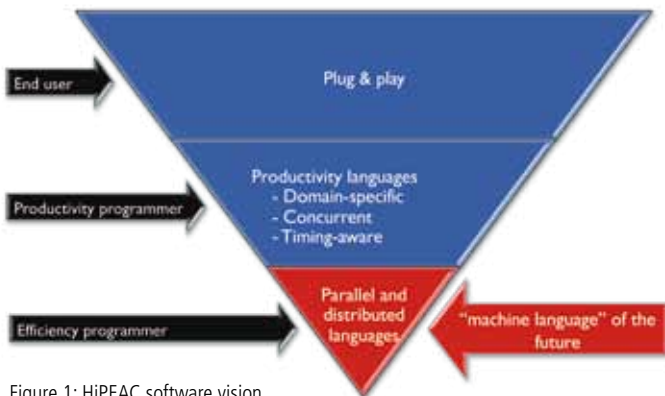 End user
Plug & play
Productivity programmer
Productivity languages
- Domain-specific
- Concurrent
- Timing-aware
Efficiency programmer
Parallel and
distributed
languages
"machine language" of the
future
Figure 1: HiPEAC software vision